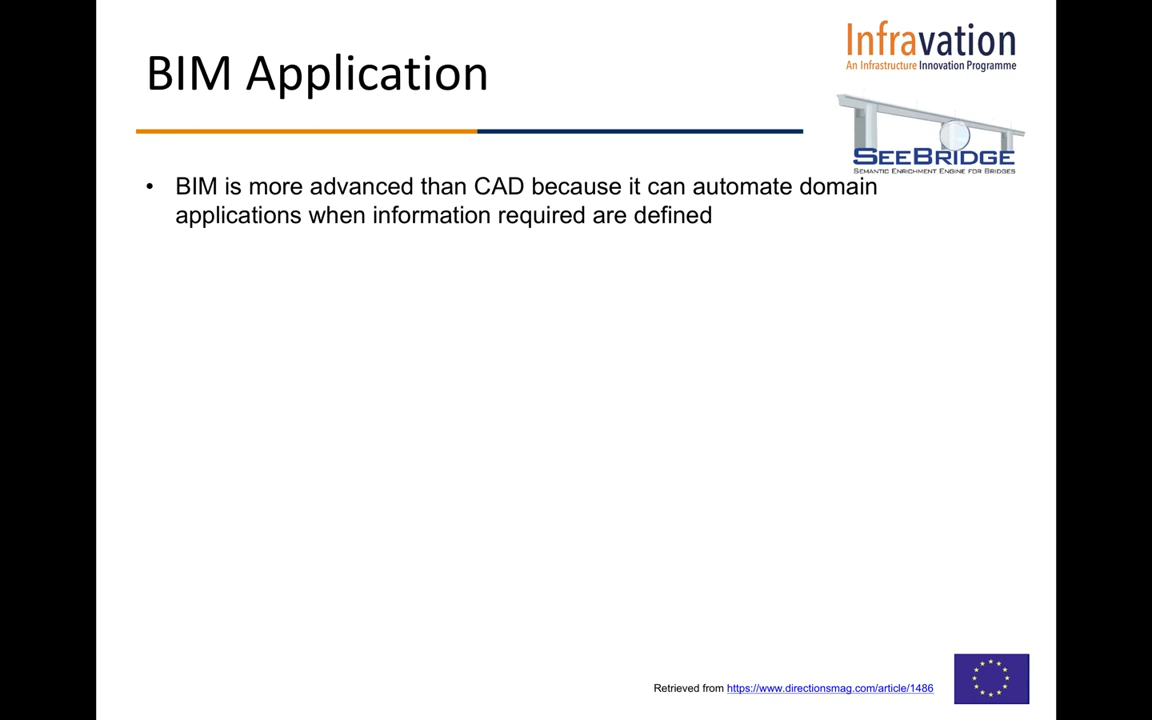 Infravation
An Infrastructure Innovation Programme
BIM Application
SEEBRIDGE
SEMANTIC ENRICHMENT ENGINE FOR BRIDGES
• BIM is more advanced than CAD because it can automate domain
applications when information required are defined
Retrieved from https://www.directionsmag.com/article/1486